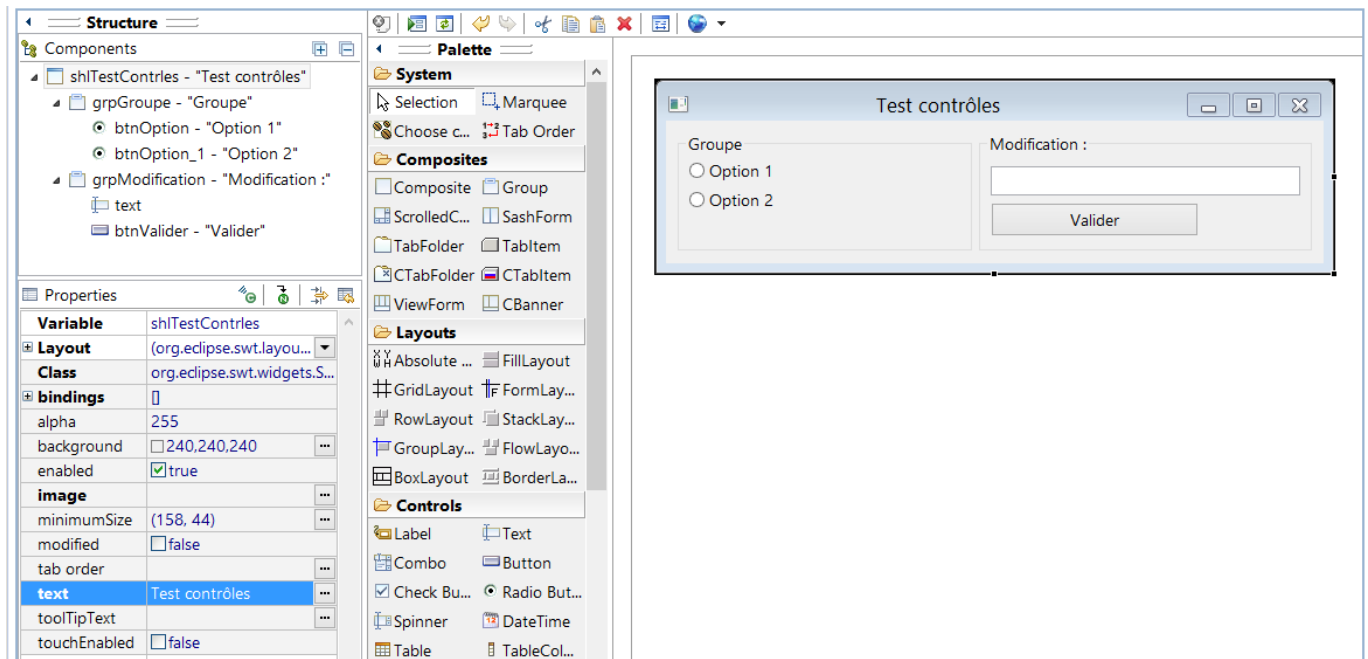 Structure
Components
shlTestContrles - "Test contrôles"
grpGroupe - "Groupe"
btnOption - "Option 1"
btnOption_1 - "Option 2"
grpModification - "Modification :"
text
btnValider - "Valider"
Properties
Variable shlTestContrles
Layout (org.eclipse.swt.layou...
Class org.eclipse.swt.widgets.S...
bindings []
alpha 255
background 240,240,240
enabled true
image
minimumSize (158, 44)
modified false
tab order
text Test contrôles
toolTipText
touchEnabled false
Palette
System
Selection Marquee
Choose c... Tab Order
Composites
Composite Group
ScrolledC... SashForm
TabFolder TabItem
CTabFolder CTabItem
ViewForm CBanner
Layouts
Absolute ... FillLayout
GridLayout FormLay...
RowLayout StackLay...
GroupLay... FlowLayo...
BoxLayout BorderLa...
Controls
Label Text
Combo Button
Check Bu... Radio But...
Spinner DateTime
Table TableCol...
Test contrôles
Groupe
Option 1
Option 2
Modification :
Valider